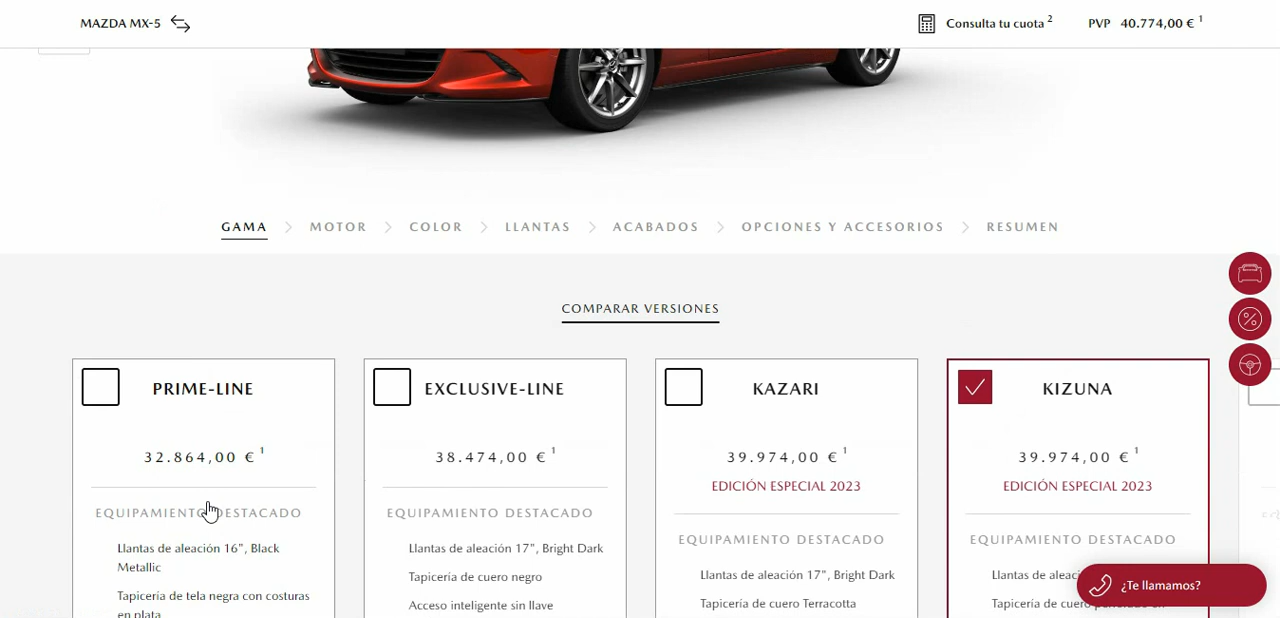 MAZDA MX-5
Consulta tu cuota 2
PVP 40.774,00 € 1
GAMA
MOTOR
COLOR
LLANTAS
ACABADOS
OPCIONES Y ACCESORIOS
RESUMEN
COMPARAR VERSIONES
PRIME-LINE
32.864,00 € 1
EQUIPAMIENTO DESTACADO
Llantas de aleación 16", Black
Metallic
Tapicería de tela negra con costuras
en plata
EXCLUSIVE-LINE
38.474,00 € 1
EQUIPAMIENTO DESTACADO
Llantas de aleación 17", Bright Dark
Tapicería de cuero negro
Acceso inteligente sin llave
KAZARI
39.974,00 € 1
EDICIÓN ESPECIAL 2023
EQUIPAMIENTO DESTACADO
Llantas de aleación 17", Bright Dark
Tapicería de cuero Terracotta
KIZUNA
39.974,00 € 1
EDICIÓN ESPECIAL 2023
EQUIPAMIENTO DESTACADO
Llantas de
Tapicería de
¿Te llamamos?